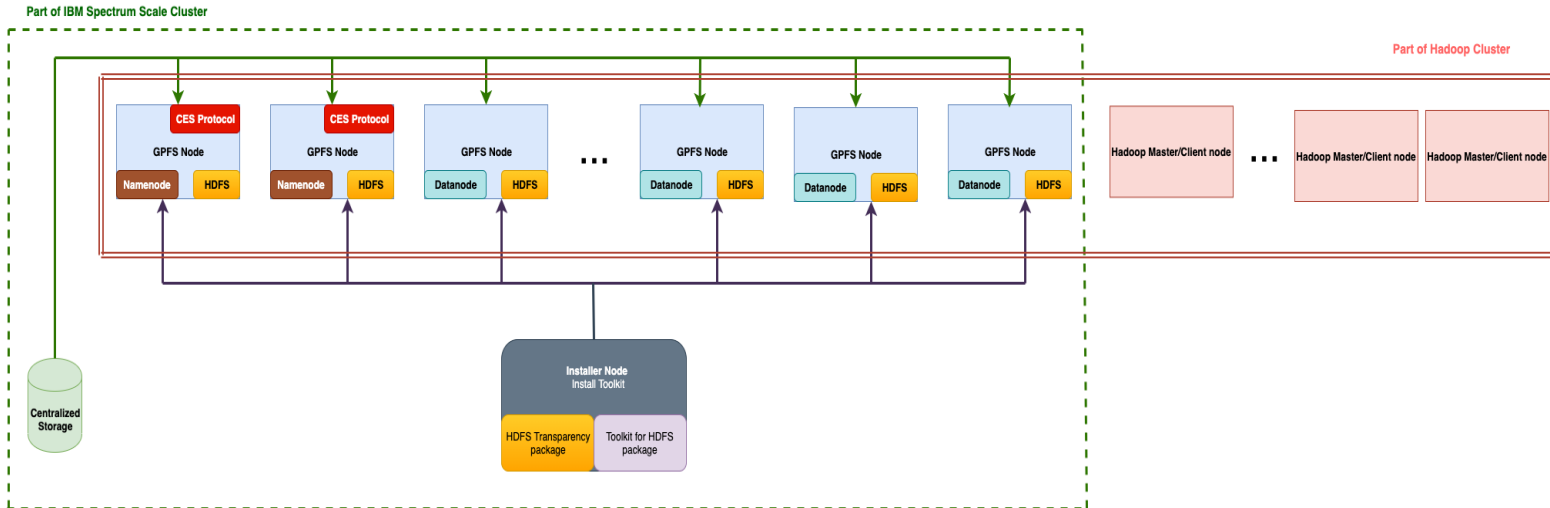 Part of IBM Spectrum Scale Cluster
Part of Hadoop Cluster
CES Protocol
GPFS Node
Namenode
HDFS
CES Protocol
GPFS Node
Namenode
HDFS
GPFS Node
Datanode
HDFS
...
GPFS Node
Datanode
HDFS
GPFS Node
Datanode
HDFS
GPFS Node
Datanode
HDFS
Hadoop Master/Client node
...
Hadoop Master/Client node
Hadoop Master/Client node
Centralized
Storage
Installer Node
Install Toolkit
HDFS Transparency
package
Toolkit for HDFS
package